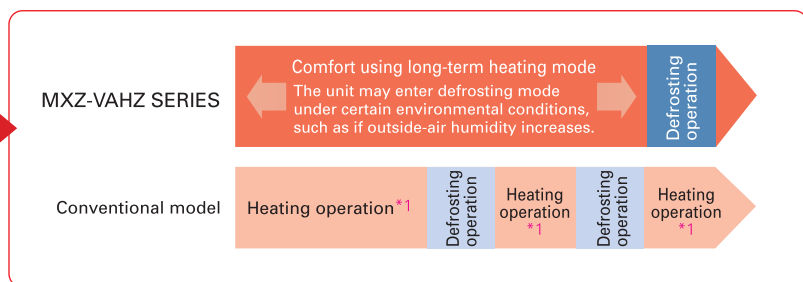 MXZ-VAHZ SERIES
Comfort using long-term heating mode
The unit may enter defrosting mode
under certain environmental conditions,
such as if outside-air humidity increases.
Defrosting
operation
Conventional model
Heating operation*1
Defrosting
operation
Heating
operation
*1
Defrosting
operation
Heating
operation
*1